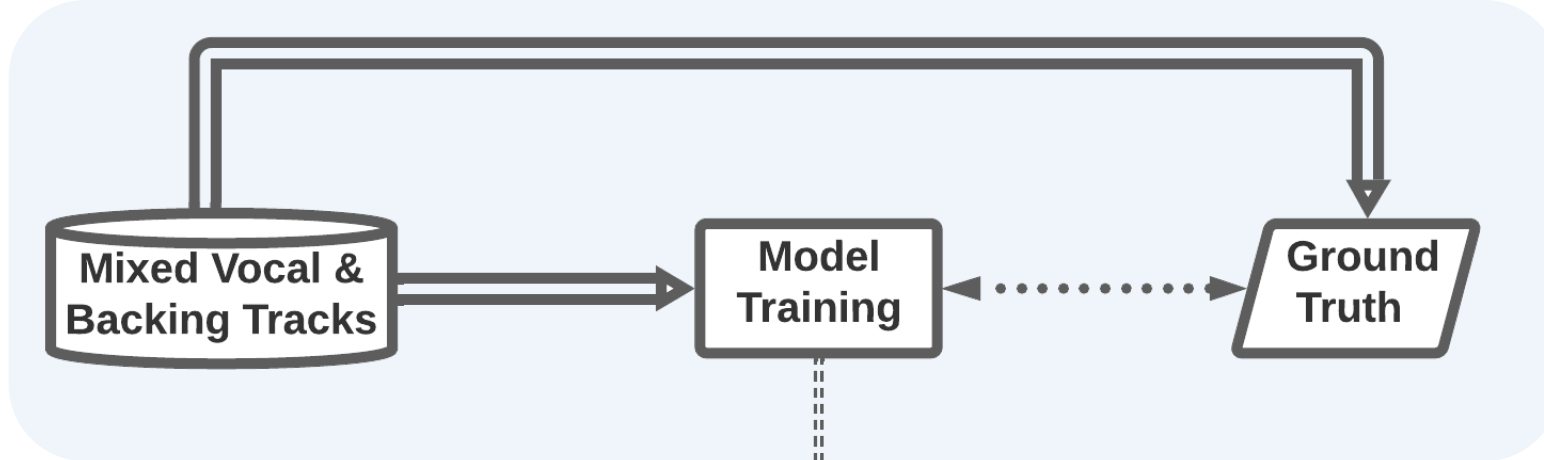 Mixed Vocal &
Backing Tracks
Model
Training
Ground
Truth